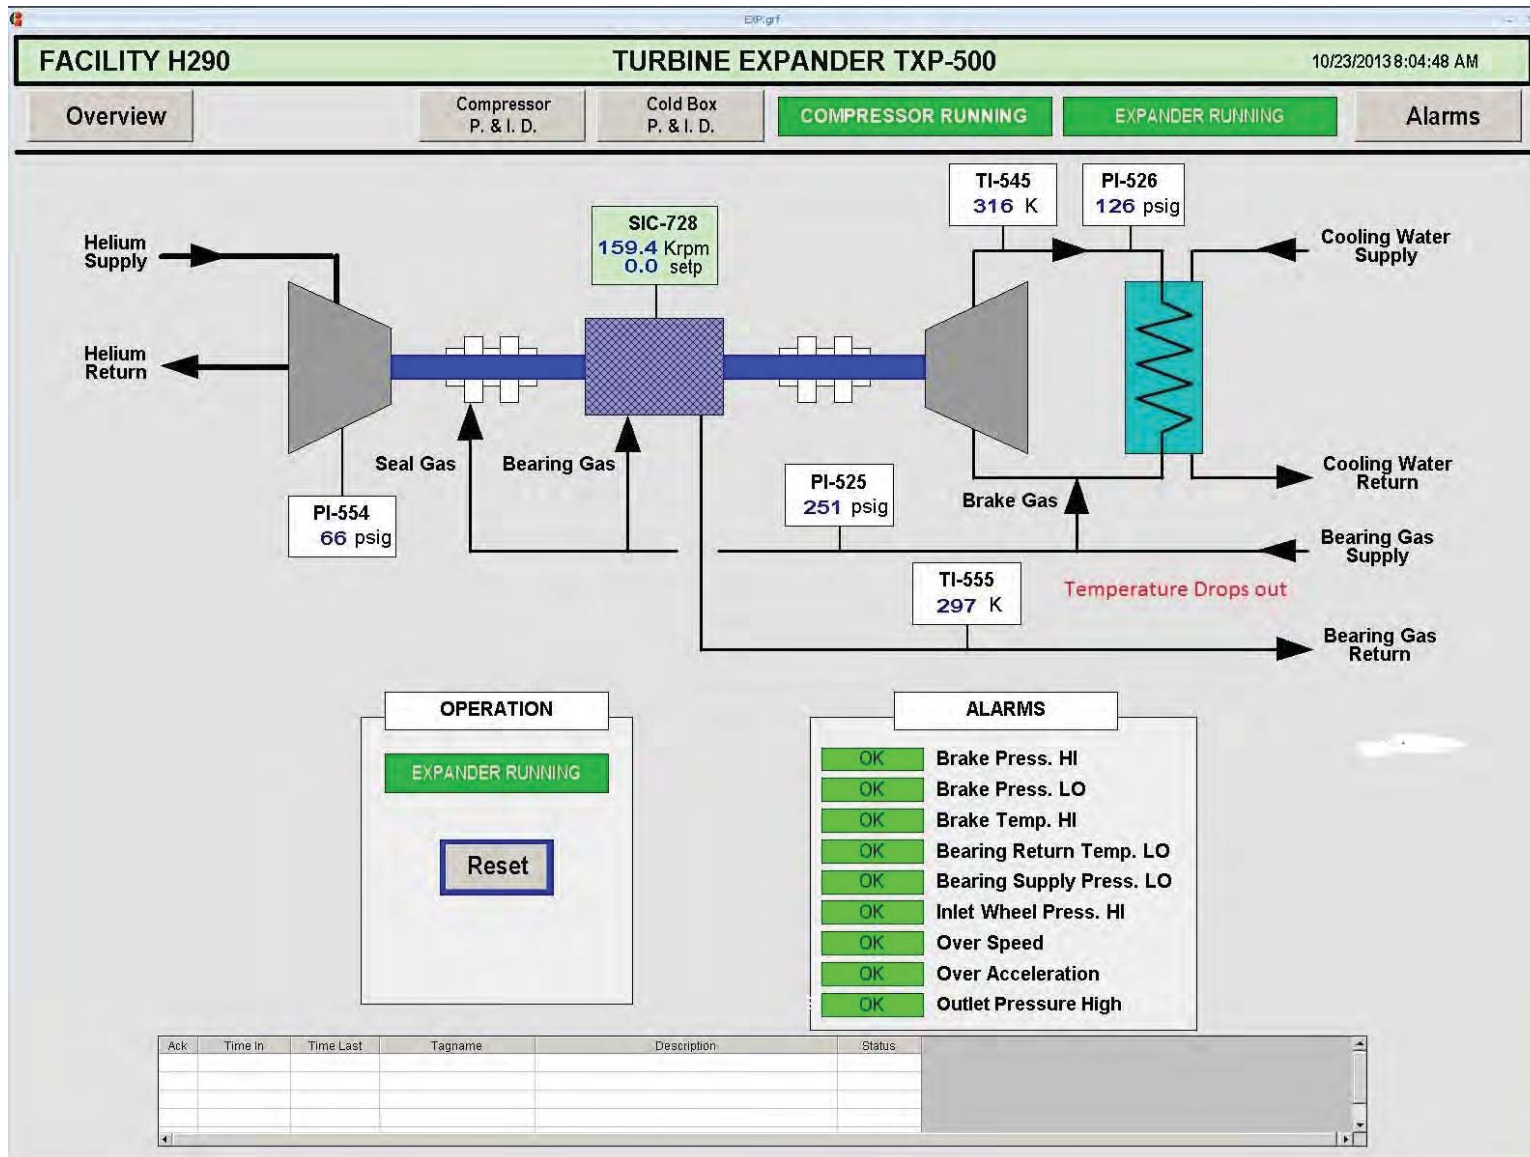 EXP.grf
FACILITY H290
TURBINE EXPANDER TXP-500
10/23/2013 8:04:48 AM
Overview
Compressor
P. & I. D.
Cold Box
P. & I. D.
COMPRESSOR RUNNING
EXPANDER RUNNING
Alarms
TI-545
316 K
PI-526
126 psig
SIC-728
159.4 Krpm
0.0 setp
Helium
Supply
Cooling Water
Supply
Helium
Return
Seal Gas
Bearing Gas
PI-525
251 psig
Brake Gas
Cooling Water
Return
PI-554
66 psig
Bearing Gas
Supply
TI-555
297 K
Temperature Drops out
Bearing Gas
Return
OPERATION
EXPANDER RUNNING
Reset
ALARMS
OK Brake Press. HI
OK Brake Press. LO
OK Brake Temp. HI
OK Bearing Return Temp. LO
OK Bearing Supply Press. LO
OK Inlet Wheel Press. HI
OK Over Speed
OK Over Acceleration
OK Outlet Pressure High
Ack Time In Time Last Tagname Description Status